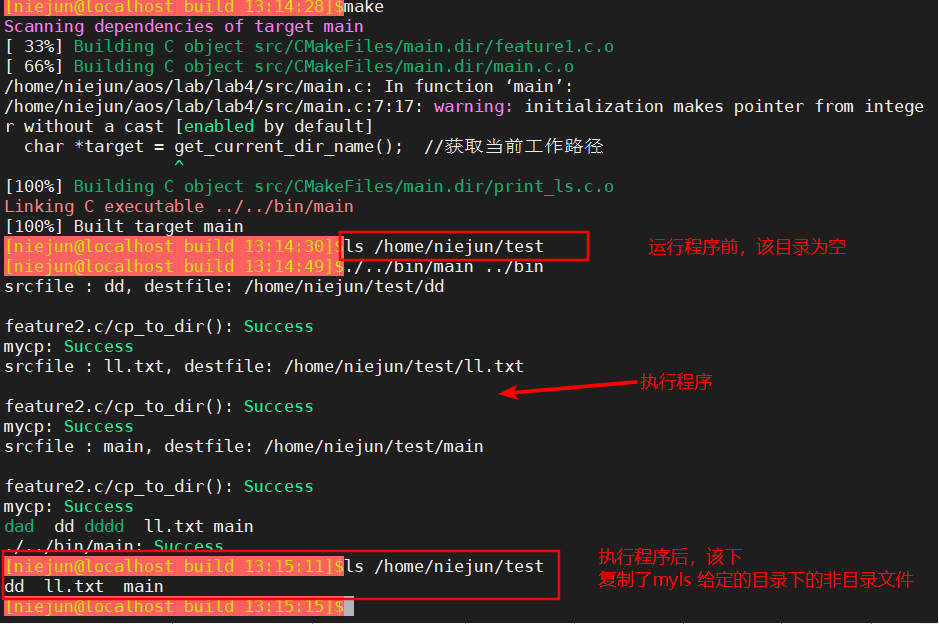 [niejun@localhost build 13:14:28]$make
Scanning dependencies of target main
[ 33%] Building C object src/CMakeFiles/main.dir/feature1.c.o
[ 66%] Building C object src/CMakeFiles/main.dir/main.c.o
/home/niejun/aos/lab/lab4/src/main.c: In function ‘main’:
/home/niejun/aos/lab/lab4/src/main.c:7:17: warning: initialization makes pointer from intege
r without a cast [enabled by default]
char *target = get_current_dir_name();  //获取当前工作路径
^
[100%] Building C object src/CMakeFiles/main.dir/print_ls.c.o
Linking C executable ../../bin/main
[100%] Built target main
[niejun@localhost build 13:14:30]$ls /home/niejun/test
运行程序前，该目录为空
[niejun@localhost build 13:14:49]$./../bin/main ../bin
srcfile : dd, destfile: /home/niejun/test/dd
feature2.c/cp_to_dir(): Success
mycp: Success
srcfile : ll.txt, destfile: /home/niejun/test/ll.txt
执行程序
feature2.c/cp_to_dir(): Success
mycp: Success
srcfile : main, destfile: /home/niejun/test/main
feature2.c/cp_to_dir(): Success
mycp: Success
dad  dd dddd  ll.txt main
./../bin/main: Success
[niejun@localhost build 13:15:11]$ls /home/niejun/test
dd  ll.txt  main
[niejun@localhost build 13:15:15]$
执行程序后，该下
复制了myls 给定的目录下的非目录文件